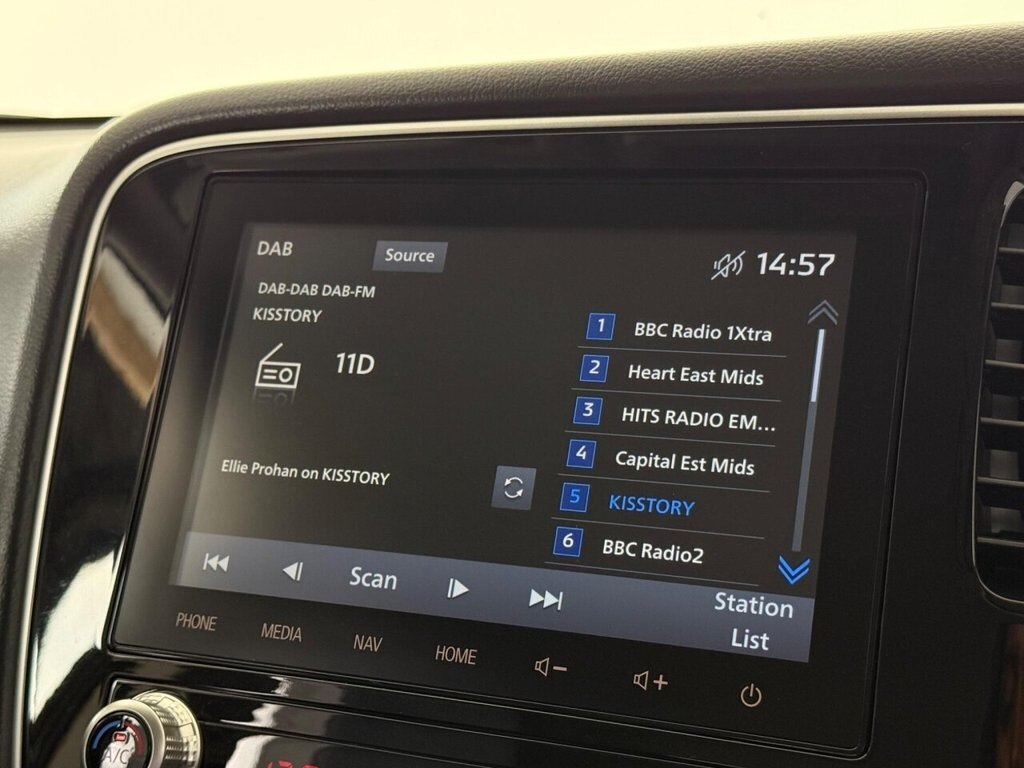 DAB
Source
14:57
DAB-DAB DAB-FM
KISSTORY
11D
1 BBC Radio 1Xtra
2 Heart East Mids
3 HITS RADIO EM...
4 Capital Est Mids
5 KISSTORY
6 BBC Radio2
Ellie Prohan on KISSTORY
Scan
Station
List
PHONE
MEDIA
NAV
HOME
A/C